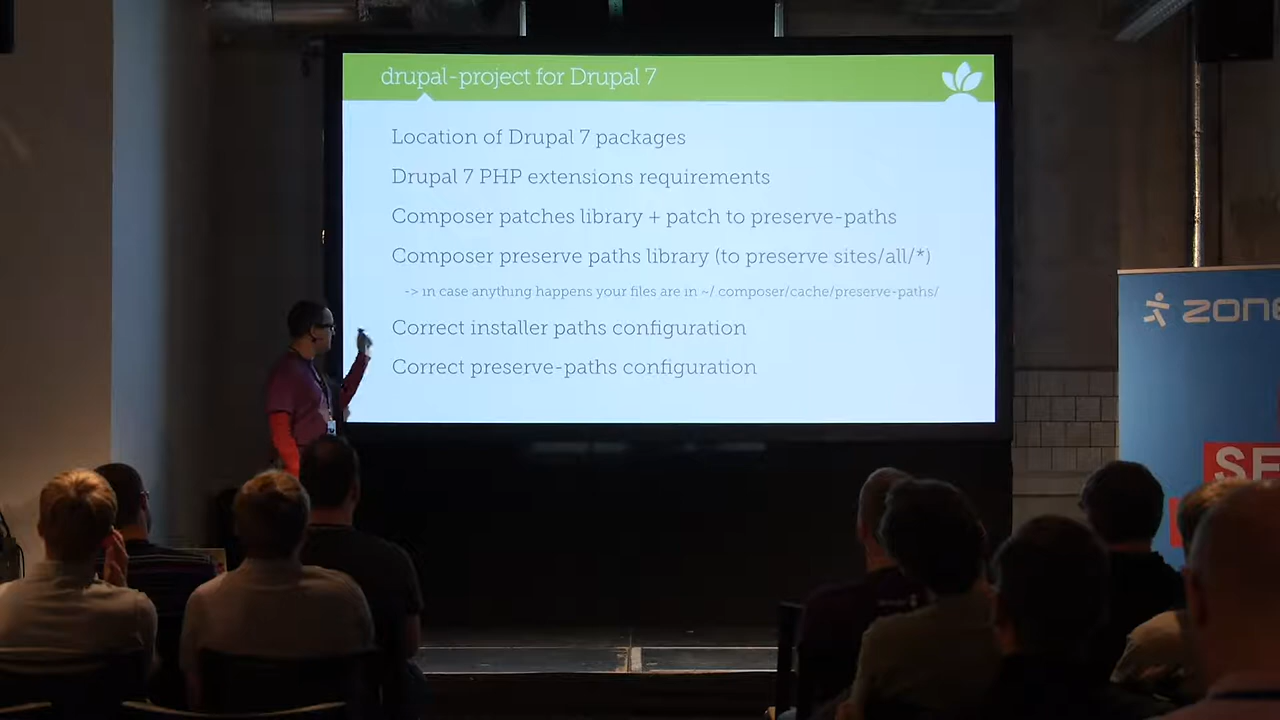 drupal-project for Drupal 7
Location of Drupal 7 packages
Drupal 7 PHP extensions requirements
Composer patches library + patch to preserve-paths
Composer preserve paths library (to preserve sites/all/*)
-> in case anything happens your files are in ~/ composer/cache/preserve-paths/
Correct installer paths configuration
Correct preserve-paths configuration
zone
SE